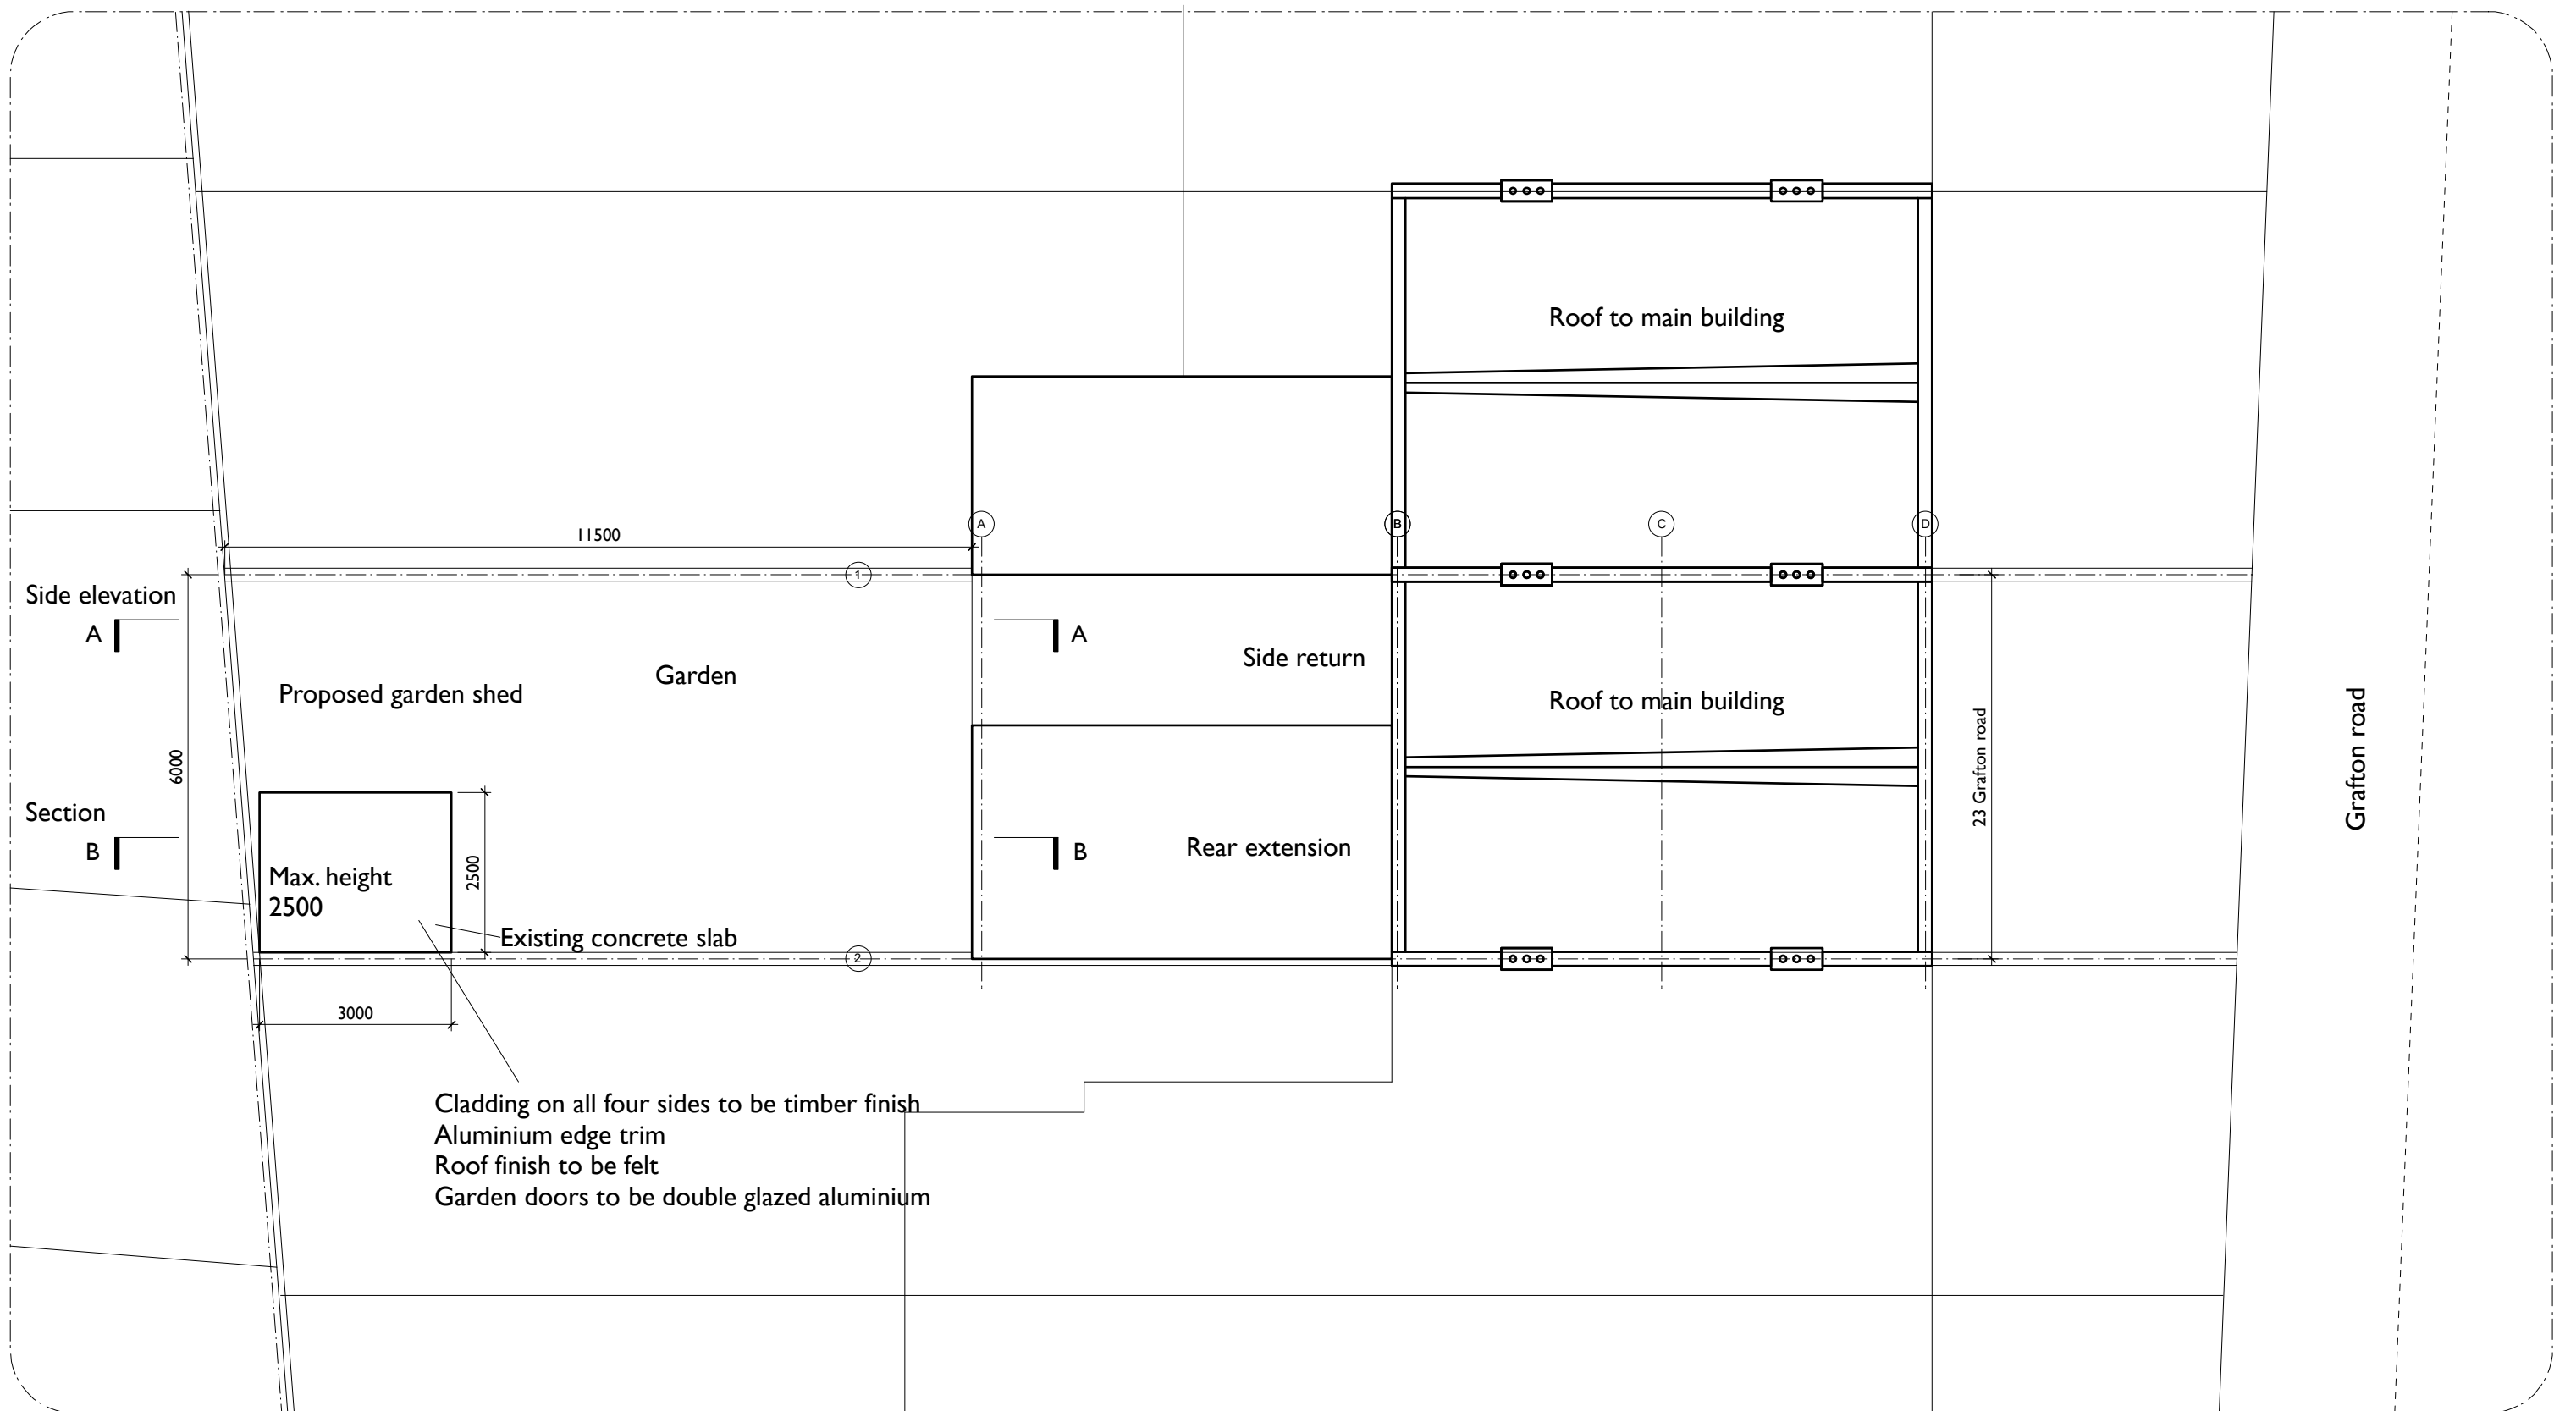 Roof to main building
11500
A
B
C
D
1
Side elevation
A
A
Side return
Garden
Proposed garden shed
Roof to main building
6000
23 Grafton road
Grafton road
Section
B
B
Rear extension
Max. height
2500
2500
Existing concrete slab
2
3000
Cladding on all four sides to be timber finish
Aluminium edge trim
Roof finish to be felt
Garden doors to be double glazed aluminium